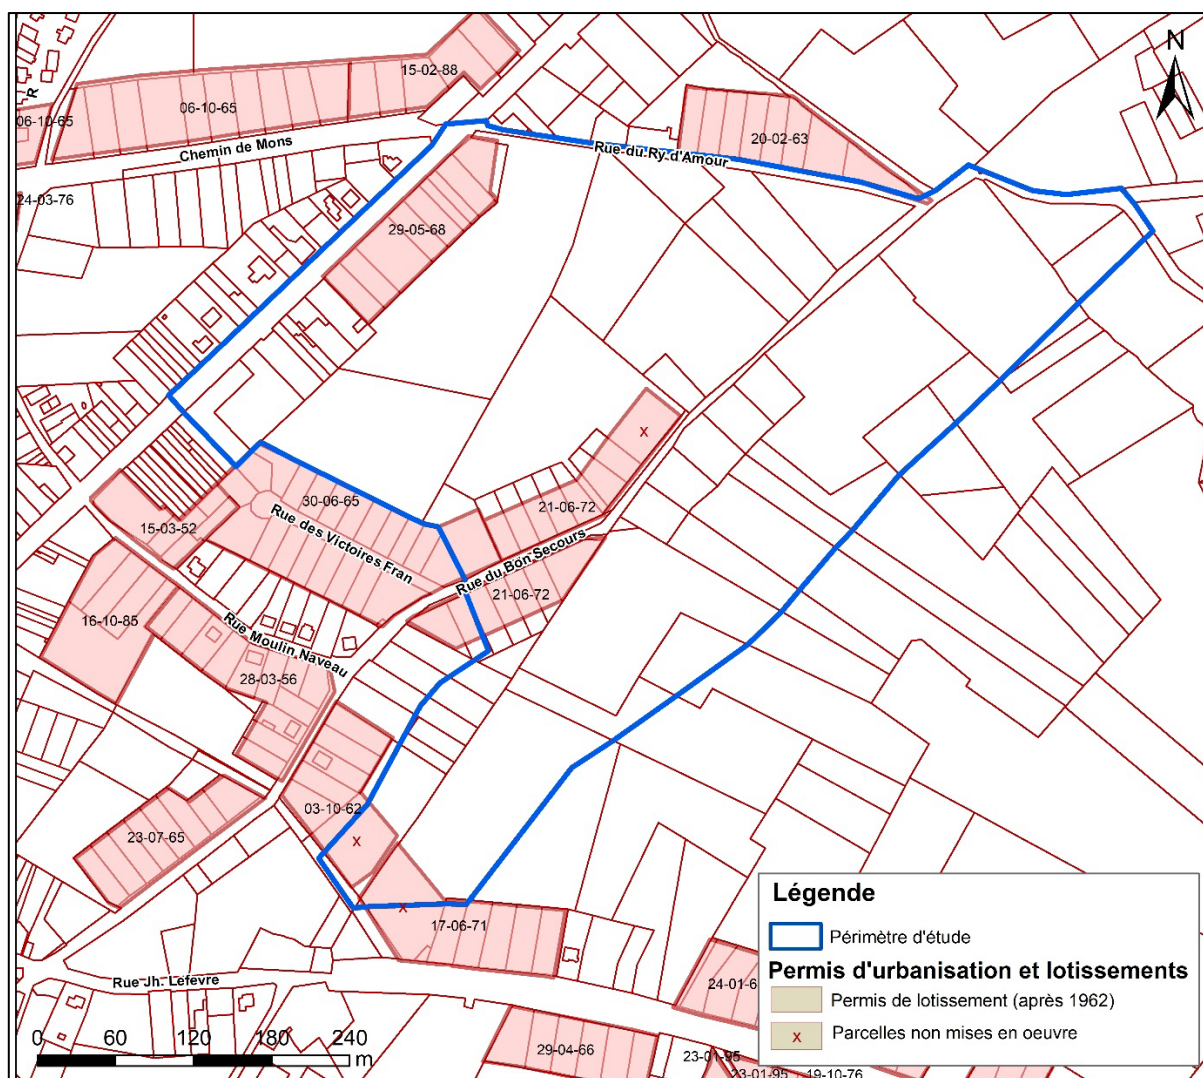 N
15-02-88
R
06-10-65
06-10-65
20-02-63
Chemin de Mons
Rue du Ry d'Amour
24-03-76
29-05-68
x
30-06-65
21-06-72
15-03-52
Rue des Victoires Fran
Rue du Bon Secours
21-06-72
16-10-85
Rue Moulin Naveau
28-03-56
03-10-62
23-07-65
x
x
17-06-71
Rue Jh. Lefèvre
24-01-6
29-04-66
23-01-95
23-01-95
19-10-76
0 60 120 180 240
m
Légende
Périmètre d'étude
Permis d'urbanisation et lotissements
Permis de lotissement (après 1962)
x Parcelles non mises en oeuvre